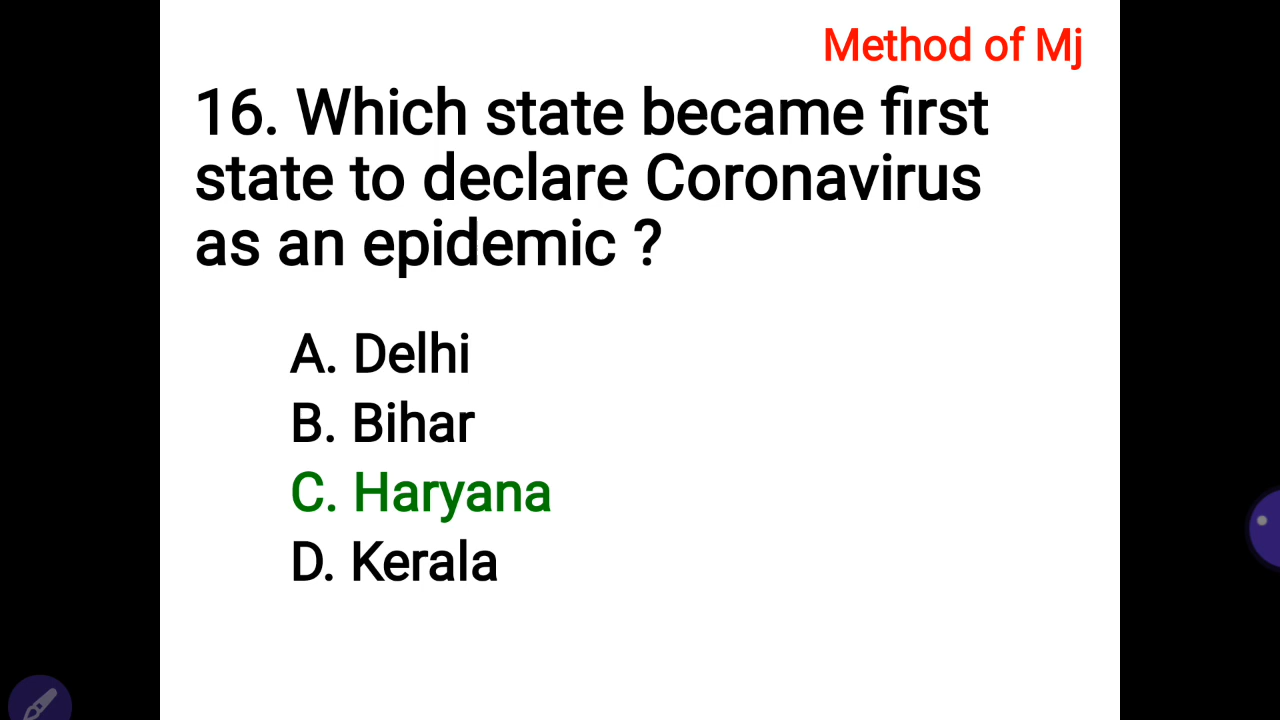 Method of Mj
16. Which state became first
state to declare Coronavirus
as an epidemic ?
A. Delhi
B. Bihar
C. Haryana
D. Kerala